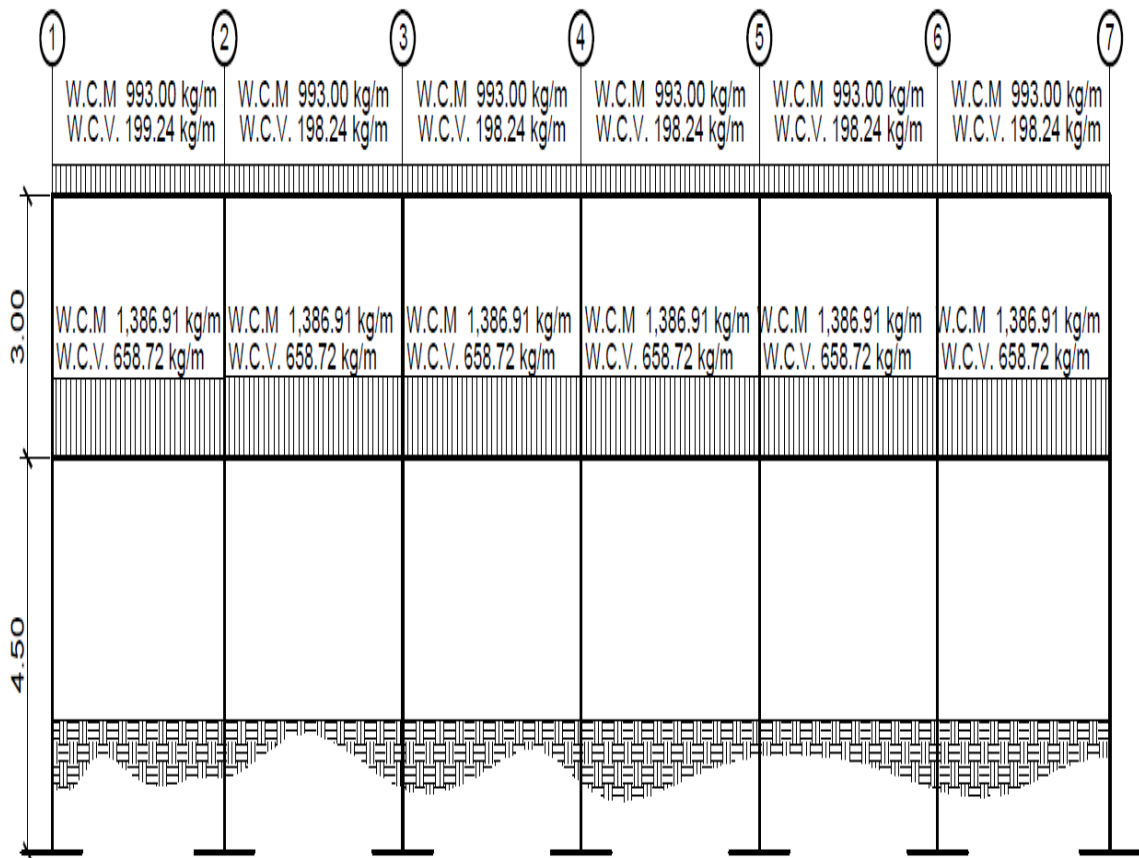 1 2 3 4 5 6 7
W.C.M 993.00 kg/m W.C.M 993.00 kg/m W.C.M 993.00 kg/m W.C.M 993.00 kg/m W.C.M 993.00 kg/m W.C.M 993.00 kg/m
W.C.V. 199.24 kg/m W.C.V. 198.24 kg/m W.C.V. 198.24 kg/m W.C.V. 198.24 kg/m W.C.V. 198.24 kg/m W.C.V. 198.24 kg/m
3.00
W.C.M 1,386.91 kg/m W.C.M 1,386.91 kg/m W.C.M 1,386.91 kg/m W.C.M 1,386.91 kg/m W.C.M 1,386.91 kg/m W.C.M 1,386.91 kg/m
W.C.V. 658.72 kg/m W.C.V. 658.72 kg/m W.C.V. 658.72 kg/m W.C.V. 658.72 kg/m W.C.V. 658.72 kg/m W.C.V. 658.72 kg/m
4.50